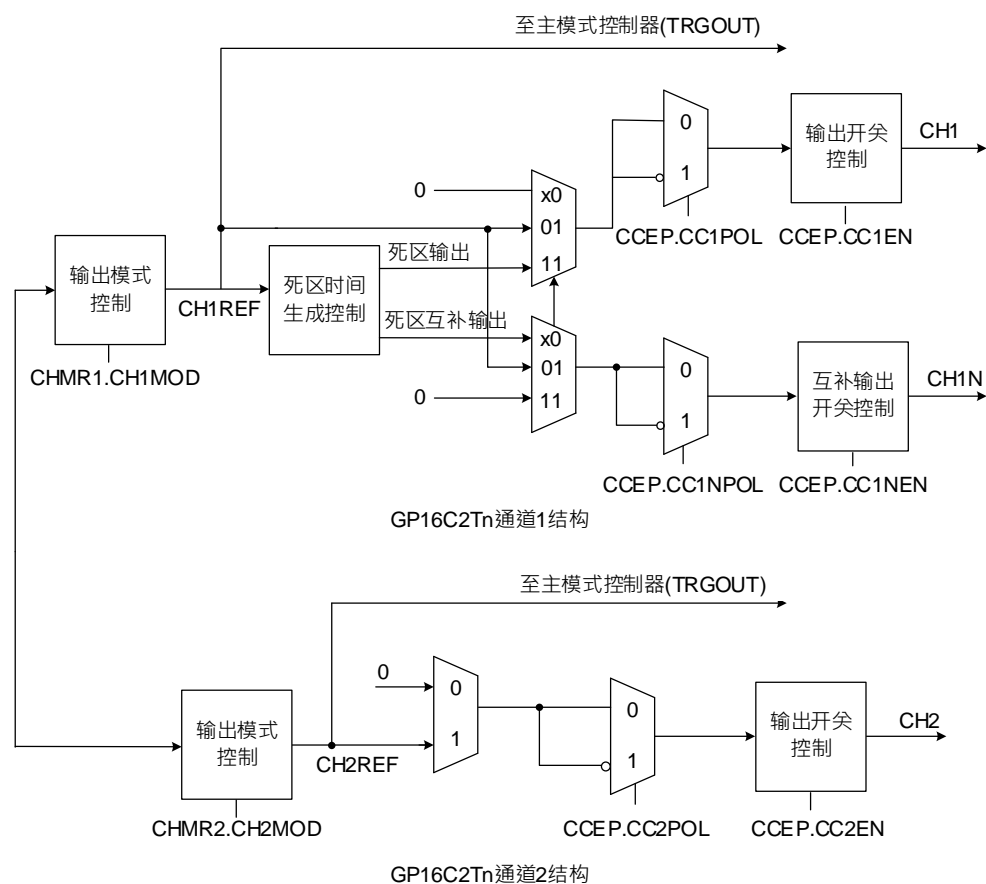 至主模式控制器(TRGOUT)
0
1
输出开关
控制
CH1
CCEP.CC1POL
CCEP.CC1EN
0
x0
01
11
输出模式
控制
CH1REF
CHMR1.CH1MOD
死区时间
生成控制
死区输出
死区互补输出
x0
01
11
0
0
1
互补输出
开关控制
CH1N
CCEP.CC1NPOL
CCEP.CC1NEN
GP16C2Tn通道1结构
至主模式控制器(TRGOUT)
0
0
1
输出模式
控制
CH2REF
CHMR2.CH2MOD
0
1
输出开关
控制
CH2
CCEP.CC2POL
CCEP.CC2EN
GP16C2Tn通道2结构